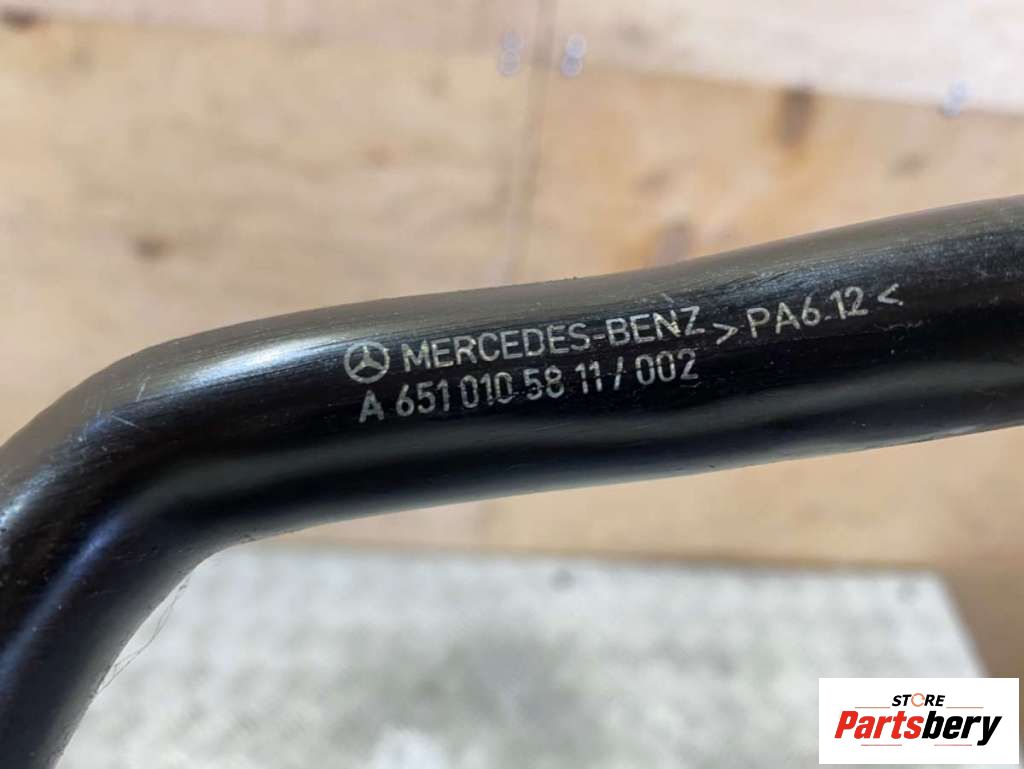 MERCEDES-BENZ >PA6.12<
A 651 010 58 11/002
STORE
Partsbery